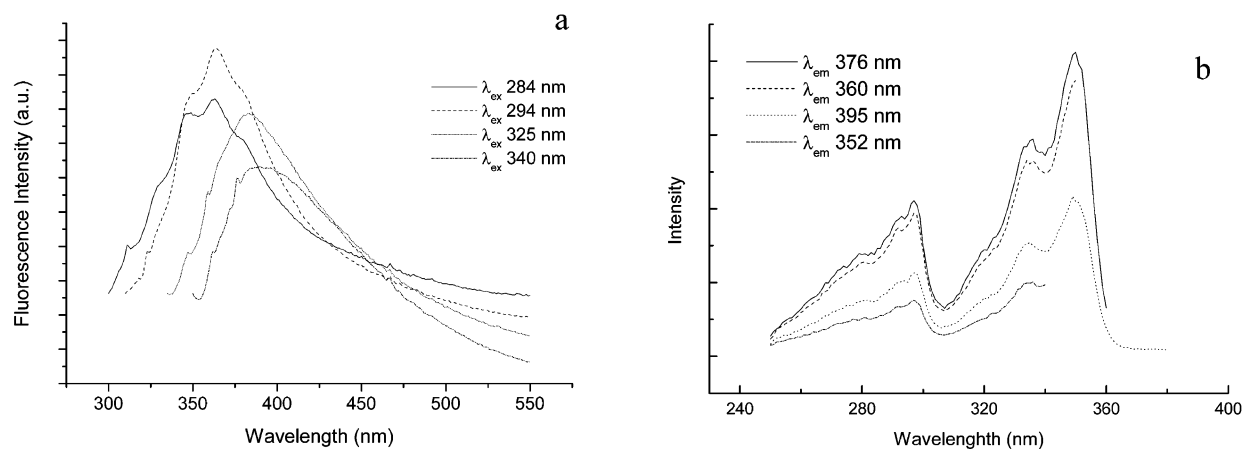 a
Fluorescence Intensity (a.u.)
λex 284 nm
λex 294 nm
λex 325 nm
λex 340 nm
300 350 400 450 500 550
Wavelength (nm)
b
Intensity
λem 376 nm
λem 360 nm
λem 395 nm
λem 352 nm
240 280 320 360 400
Wavelenghth (nm)